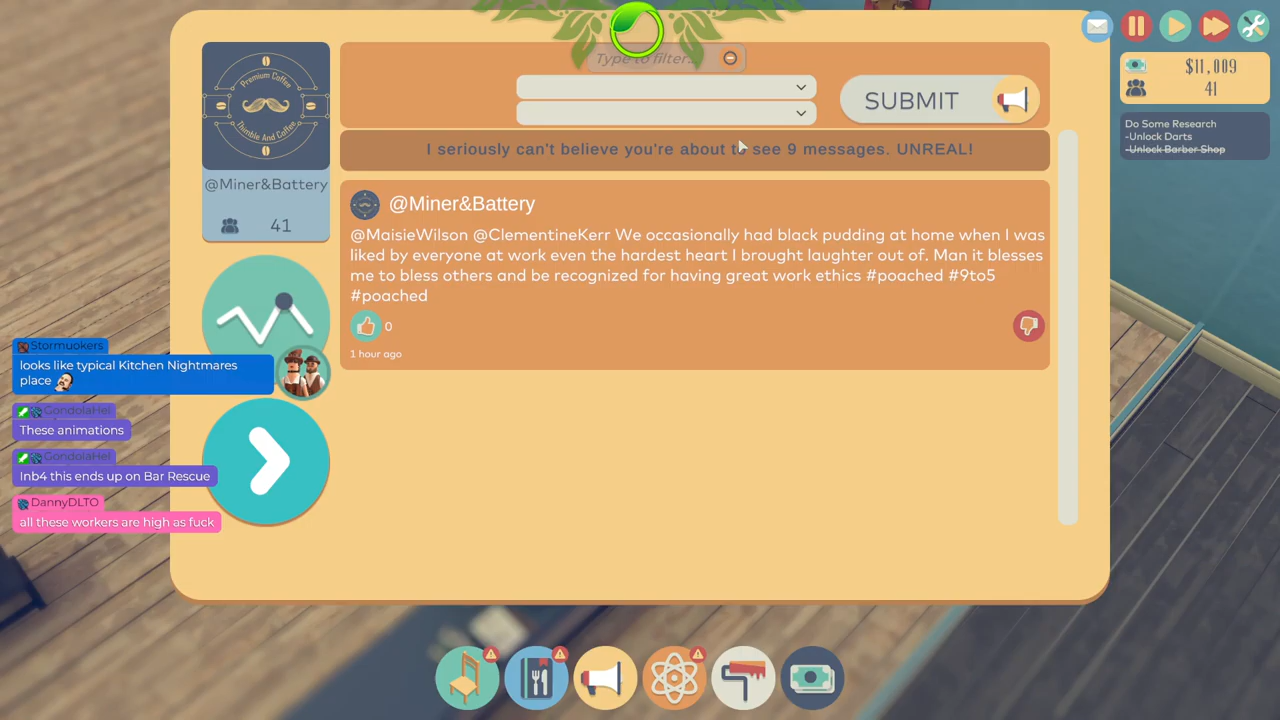 Premium Coffee
Thimble And Coffee
@Miner&Battery
41
Type to filter...
SUBMIT
I seriously can't believe you're about to see 9 messages. UNREAL!
@Miner&Battery
@MaisieWilson @ClementineKerr We occasionally had black pudding at home when I was
liked by everyone at work even the hardest heart I brought laughter out of. Man it blesses
me to bless others and be recognized for having great work ethics #poached #9to5
#poached
0
1 hour ago
$11,009
41
Do Some Research
-Unlock Darts
-Unlock Barber Shop
Stormuokers
looks like typical Kitchen Nightmares
place
GondolaHel
These animations
GondolaHel
Inb4 this ends up on Bar Rescue
DannyDLTO
all these workers are high as fuck